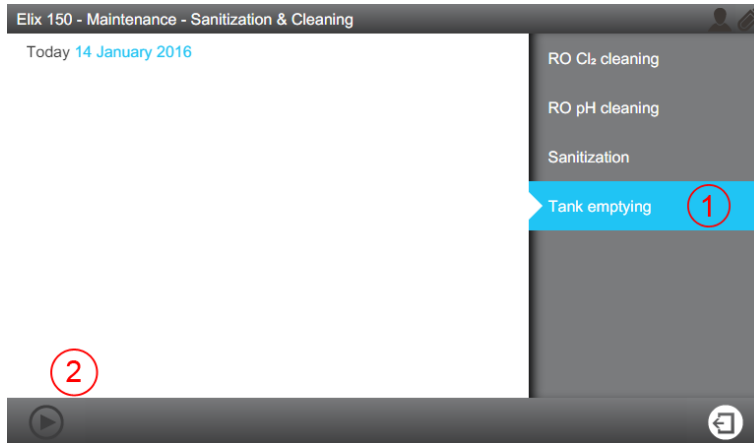 Elix 150 - Maintenance - Sanitization & Cleaning
Today 14 January 2016
RO Cl₂ cleaning
RO pH cleaning
Sanitization
Tank emptying 1
2